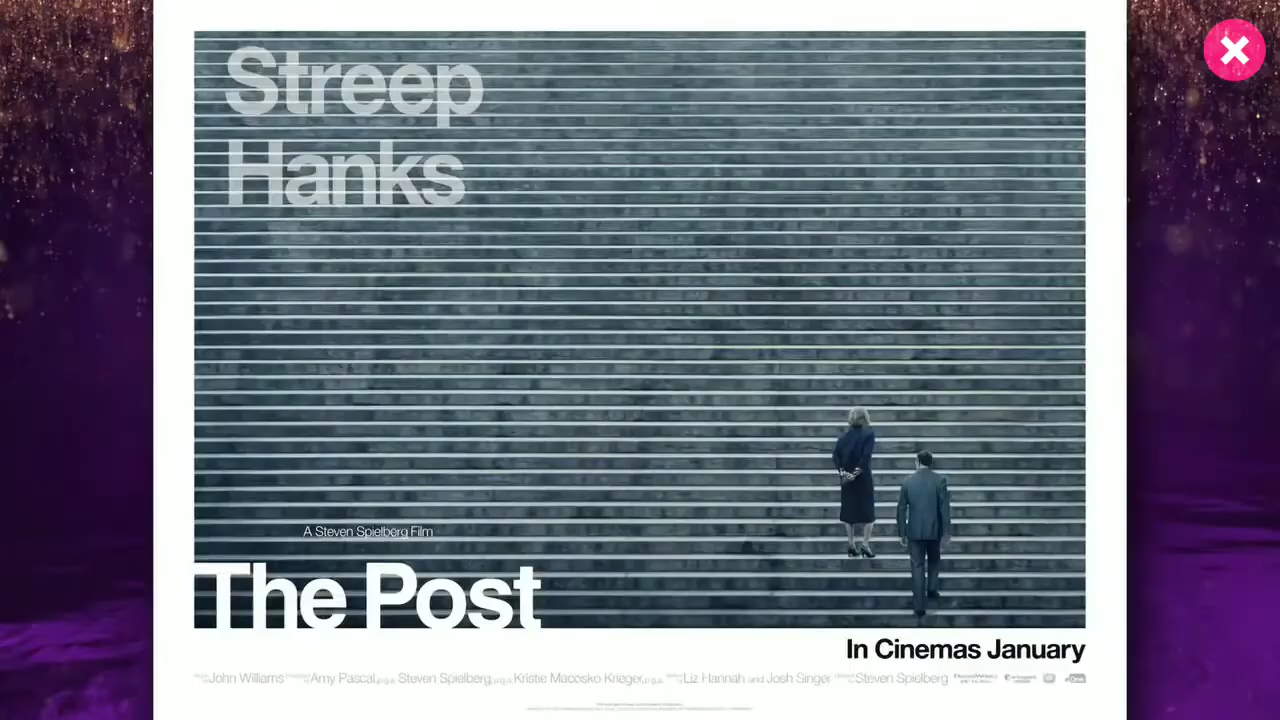 Streep
Hanks
A Steven Spielberg Film
The Post
In Cinemas January
John Williams Amy Pascal, p.g.a. Steven Spielberg, p.g.a. Kristie Macosko Krieger, p.g.a. Liz Hannah and Josh Singer Steven Spielberg